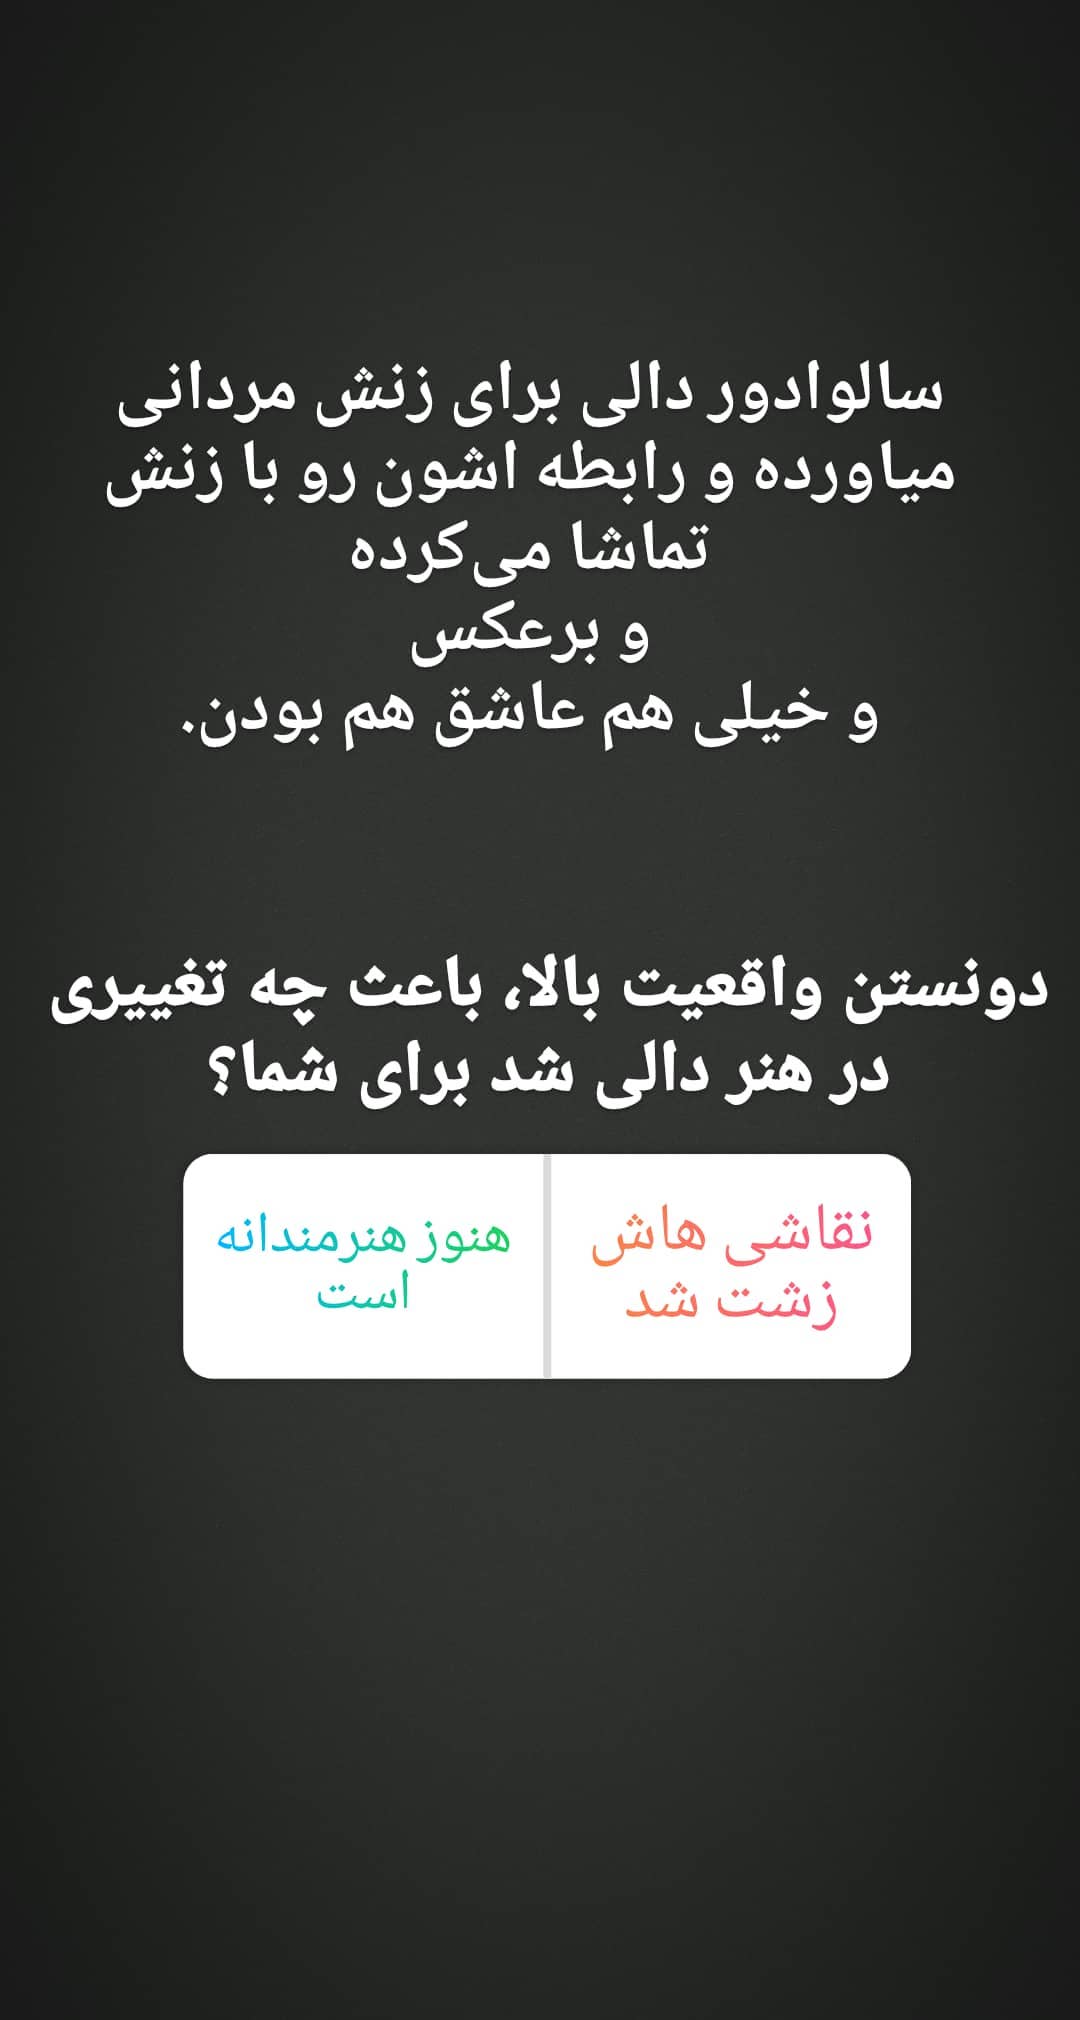 سالوادور دالی برای زنش مردانی
میاورده و رابطه اشون رو با زنش
تماشا می‌کرده
و برعکس
و خیلی هم عاشق هم بودن.
دونستن واقعیت بالا، باعث چه تغییری
در هنر دالی شد برای شما؟
نقاشی هاش
زشت شد
هنوز هنرمندانه
است